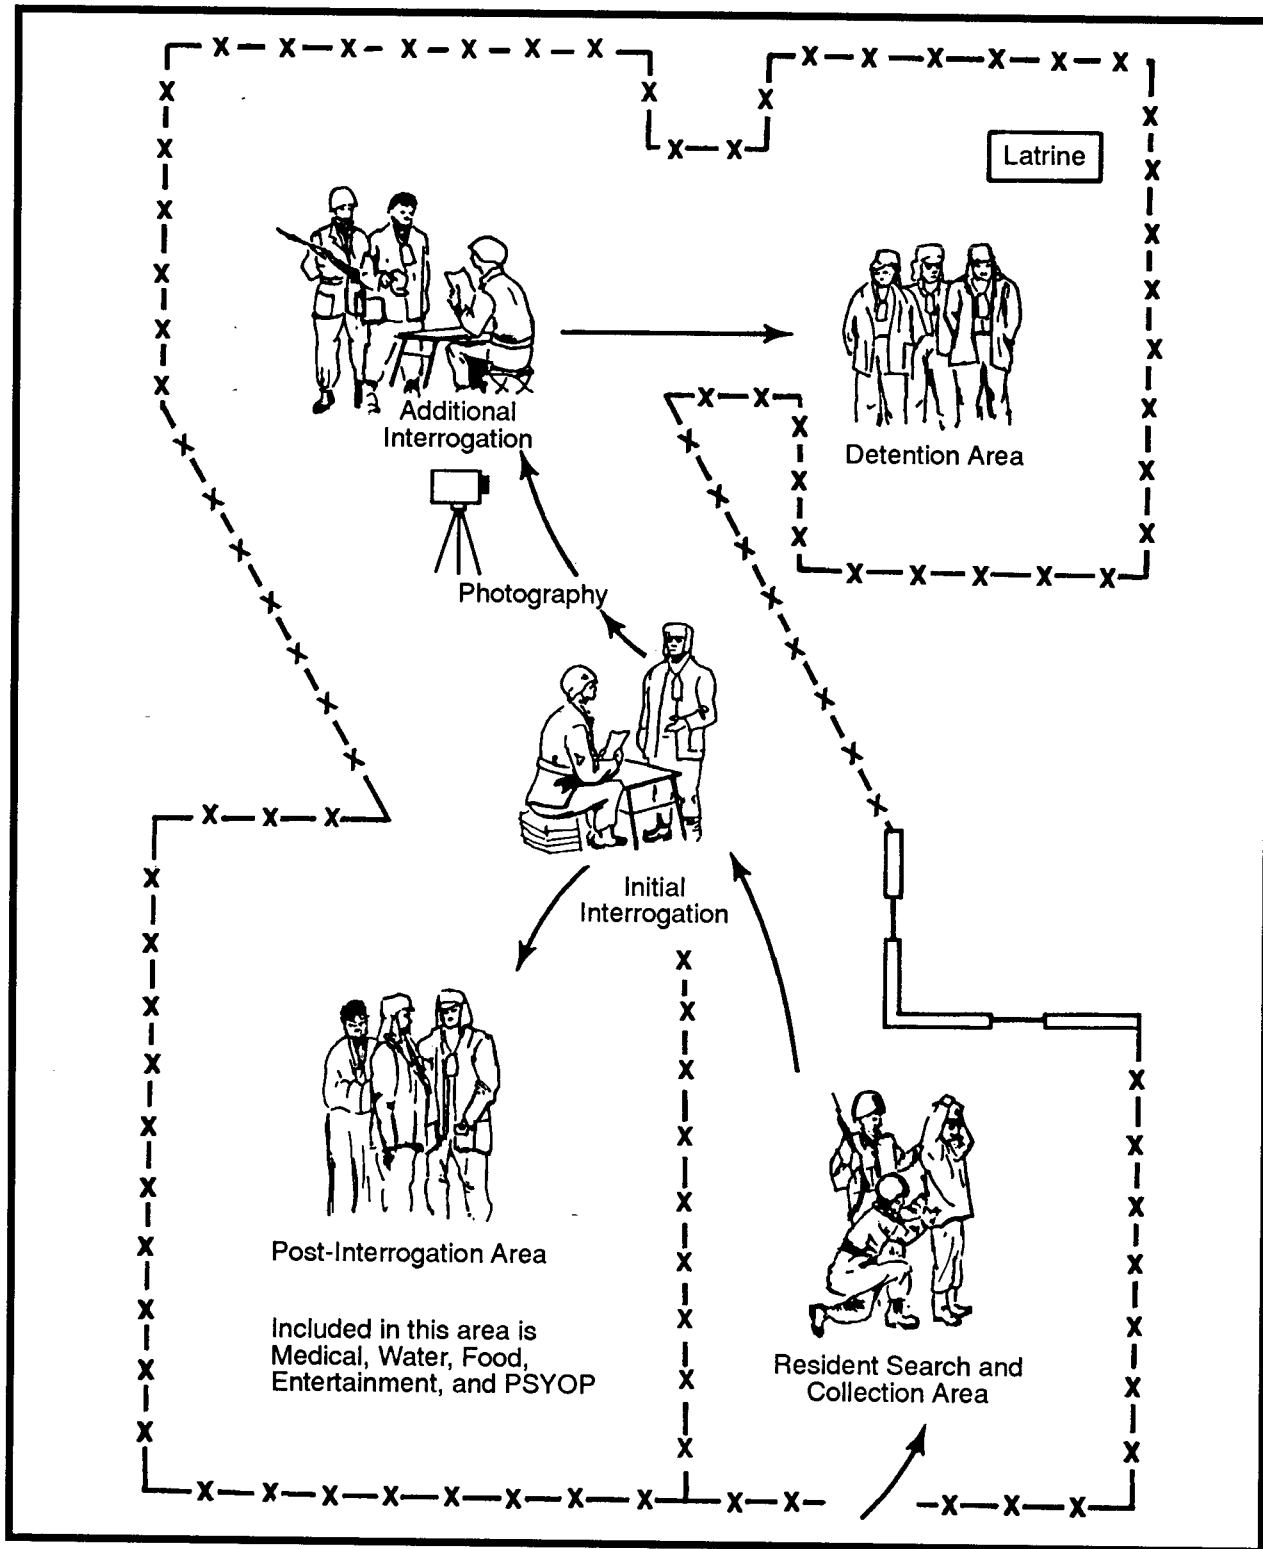 Latrine
Additional
Interrogation
Detention Area
Photography
Initial
Interrogation
Post-Interrogation Area
Included in this area is
Medical, Water, Food,
Entertainment, and PSYOP
Resident Search and
Collection Area